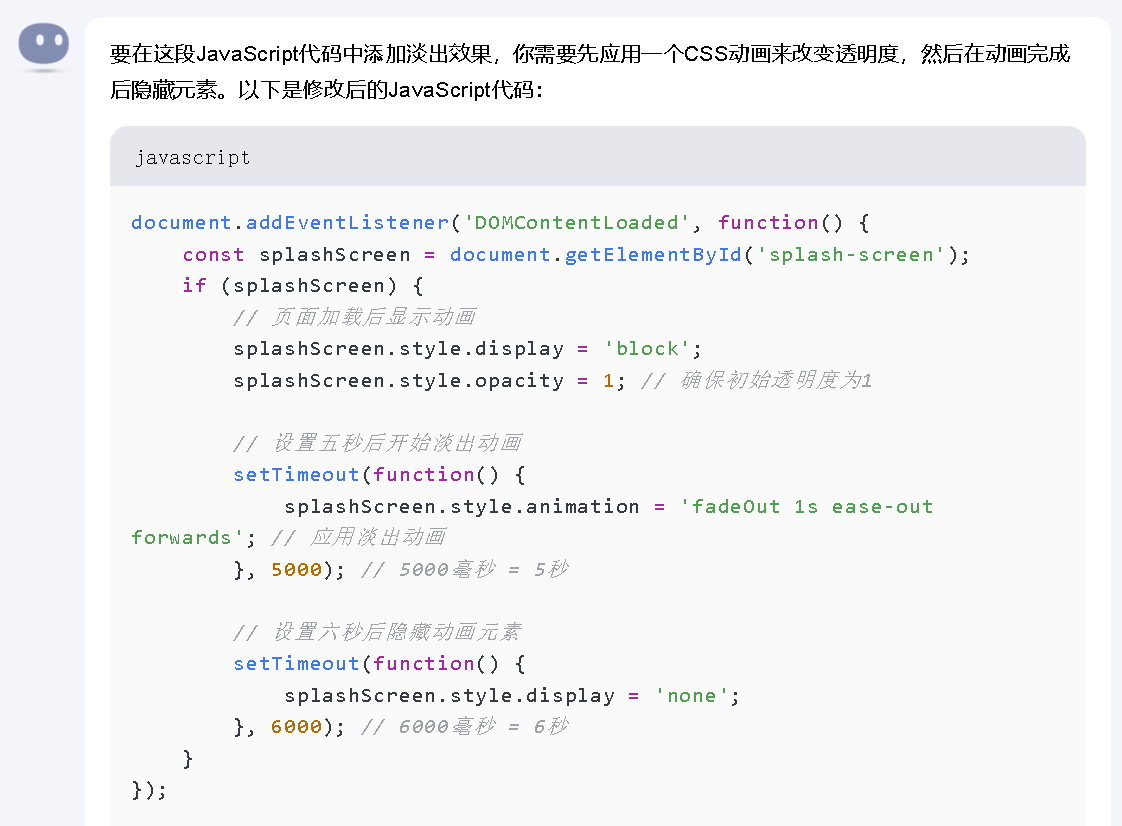 要在这段JavaScript代码中添加淡出效果，你需要先应用一个CSS动画来改变透明度，然后在动画完成
后隐藏元素。以下是修改后的JavaScript代码：
javascript
document.addEventListener('DOMContentLoaded', function() {
    const splashScreen = document.getElementById('splash-screen');
    if (splashScreen) {
        // 页面加载后显示动画
        splashScreen.style.display = 'block';
        splashScreen.style.opacity = 1; // 确保初始透明度为1

        // 设置五秒后开始淡出动画
        setTimeout(function() {
            splashScreen.style.animation = 'fadeOut 1s ease-out
forwards'; // 应用淡出动画
        }, 5000); // 5000毫秒 = 5秒

        // 设置六秒后隐藏动画元素
        setTimeout(function() {
            splashScreen.style.display = 'none';
        }, 6000); // 6000毫秒 = 6秒
    }
});